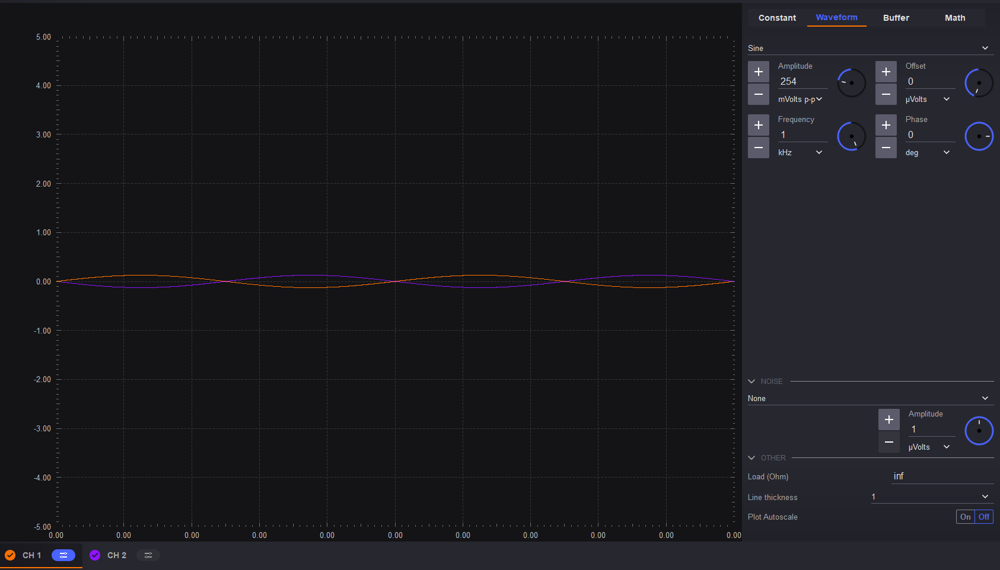 Constant Waveform Buffer Math
Sine
Amplitude
254
mVolts p-p
Offset
0
µVolts
Frequency
1
kHz
Phase
0
deg
5.00
4.00
3.00
2.00
1.00
0.00
-1.00
-2.00
-3.00
-4.00
-5.00
0.00 0.00 0.00 0.00 0.00 0.00 0.00 0.00 0.00 0.00 0.00
NOISE
None
Amplitude
1
µVolts
OTHER
Load (Ohm) inf
Line thickness 1
Plot Autoscale On Off
CH 1 CH 2